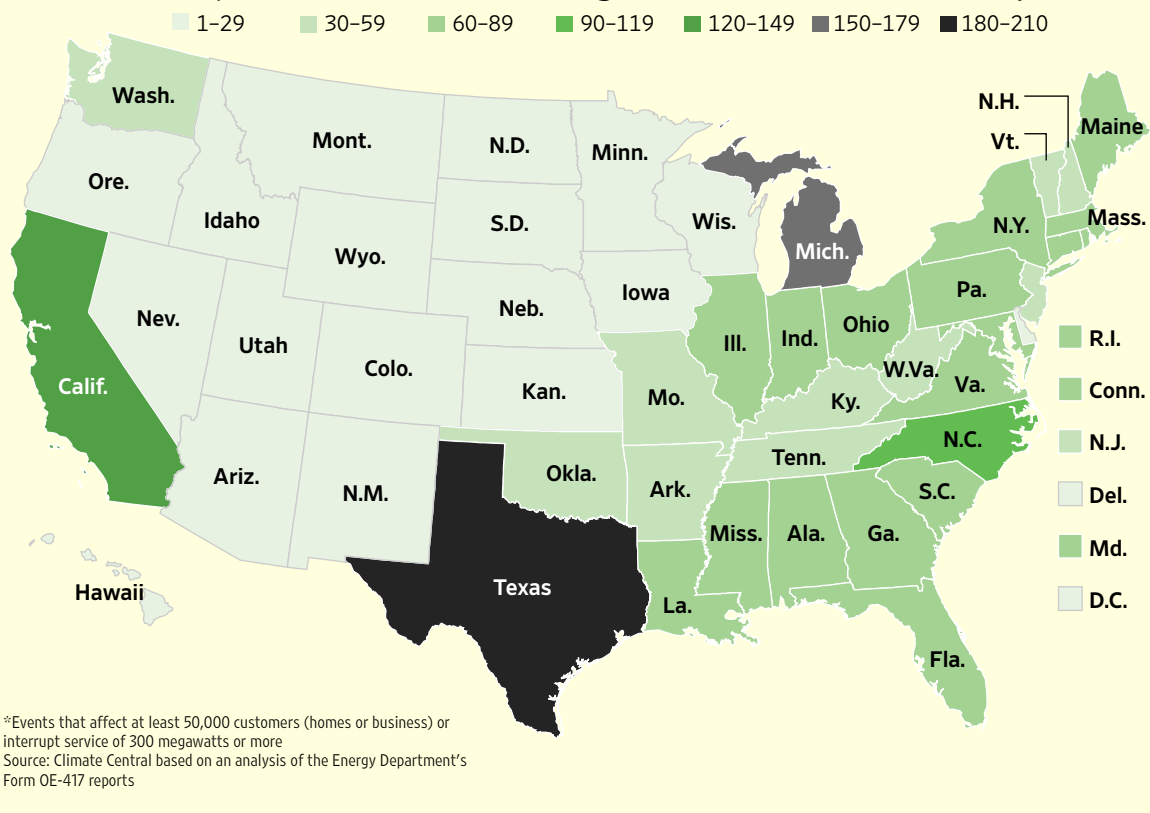 1–29 30–59 60–89 90–119 120–149 150–179 180–210
Wash.
Ore.
Calif.
Idaho
Nev.
Mont.
Wyo.
Utah
Ariz.
Colo.
N.M.
N.D.
S.D.
Neb.
Kan.
Okla.
Texas
Minn.
Iowa
Mo.
Ark.
La.
Wis.
Ill.
Mich.
Ind.
Ohio
Ky.
Tenn.
Miss.
Ala.
Ga.
Fla.
S.C.
N.C.
Va.
W.Va.
Pa.
N.Y.
Vt.
N.H.
Maine
Mass.
R.I.
Conn.
N.J.
Del.
Md.
D.C.
Hawaii
*Events that affect at least 50,000 customers (homes or business) or
interrupt service of 300 megawatts or more
Source: Climate Central based on an analysis of the Energy Department's
Form OE-417 reports